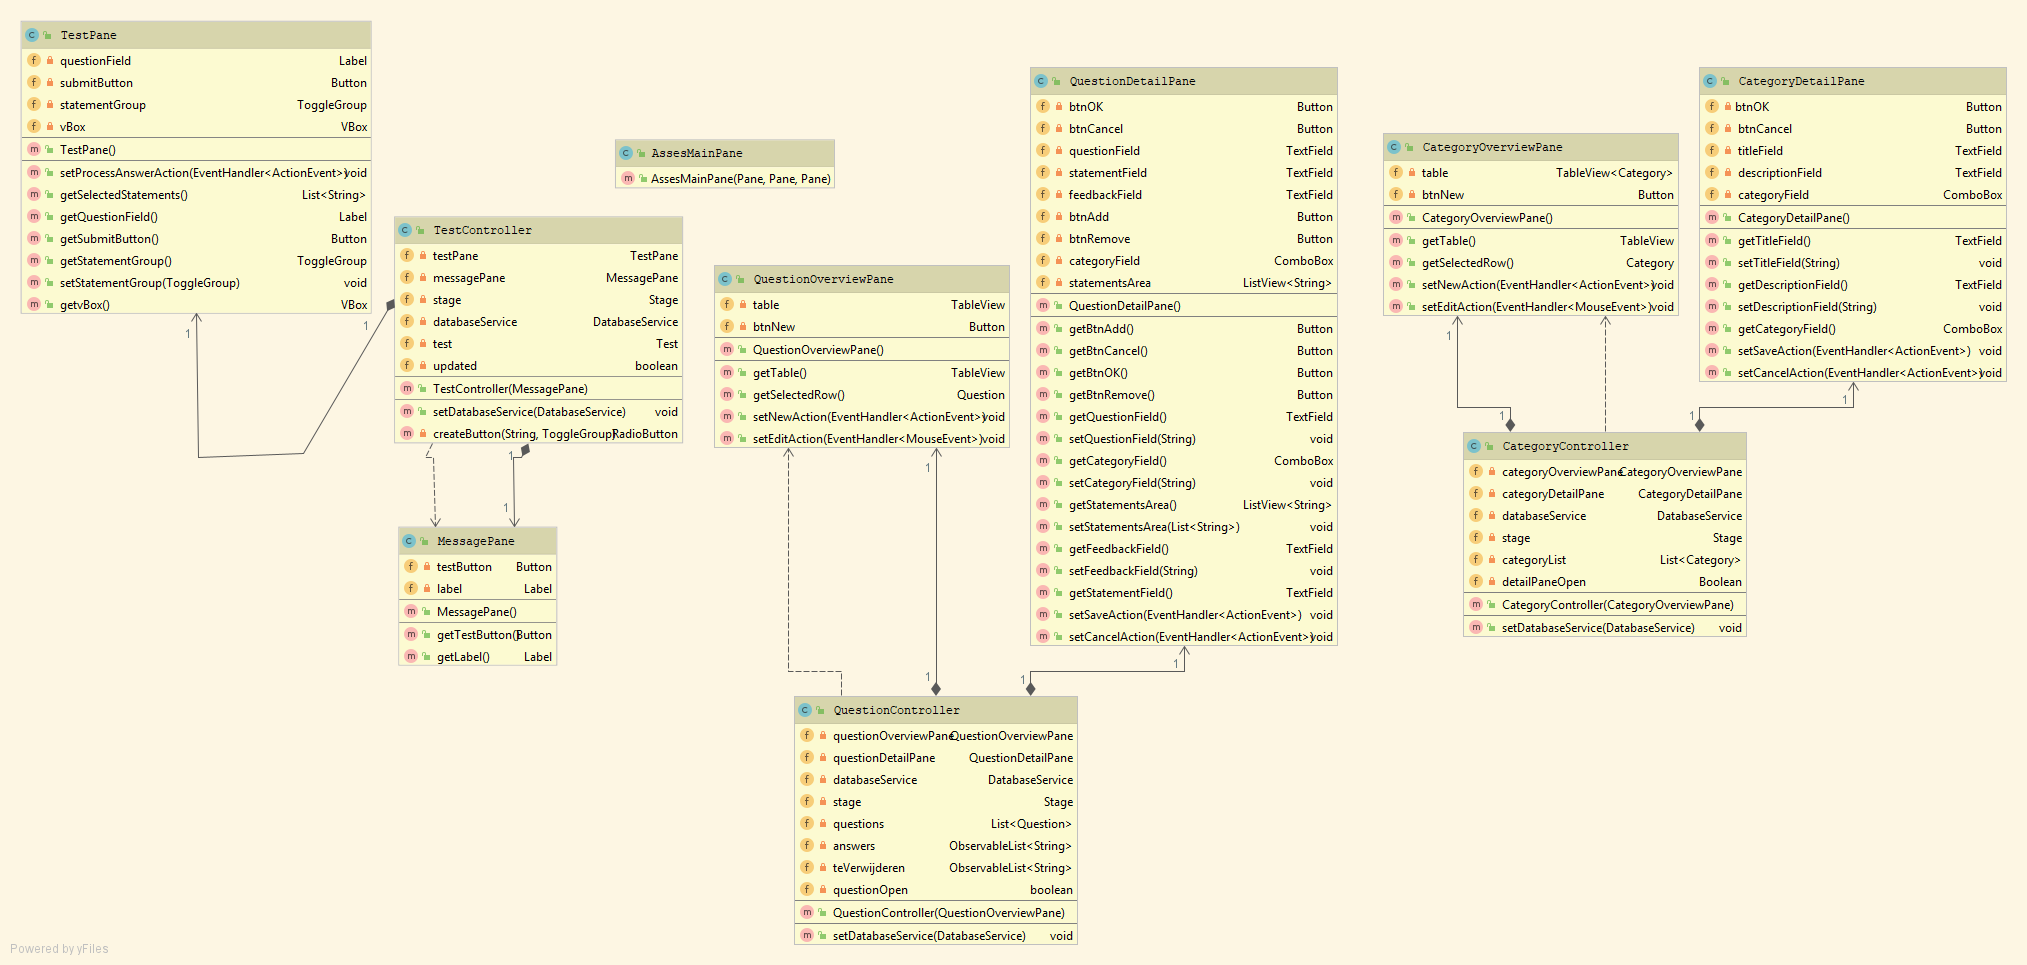 TestPane
questionField Label
submitButton Button
statementGroup ToggleGroup
vBox VBox
TestPane()
setProcessAnswerAction(EventHandler<ActionEvent>) void
getSelectedStatements() List<String>
getQuestionField() Label
getSubmitButton() Button
getStatementGroup() ToggleGroup
setStatementGroup(ToggleGroup) void
getvBox() VBox
1
1
TestController
testPane TestPane
messagePane MessagePane
stage Stage
databaseService DatabaseService
test Test
updated boolean
TestController(MessagePane)
setDatabaseService(DatabaseService) void
createButton(String, ToggleGroup) RadioButton
1
1
MessagePane
testButton Button
label Label
MessagePane()
getTestButton() Button
getLabel() Label
AssesMainPane
AssesMainPane(Pane, Pane, Pane)
QuestionOverviewPane
table TableView
btnNew Button
QuestionOverviewPane()
getTable() TableView
getSelectedRow() Question
setNewAction(EventHandler<ActionEvent>) void
setEditAction(EventHandler<MouseEvent>) void
1
1
QuestionDetailPane
btnOK Button
btnCancel Button
questionField TextField
statementField TextField
feedbackField TextField
btnAdd Button
btnRemove Button
categoryField ComboBox
statementsArea ListView<String>
QuestionDetailPane()
getBtnAdd() Button
getBtnCancel() Button
getBtnOK() Button
getBtnRemove() Button
getQuestionField() TextField
setQuestionField(String) void
getCategoryField() ComboBox
setCategoryField(String) void
getStatementsArea() ListView<String>
setStatementsArea(List<String>) void
getFeedbackField() TextField
setFeedbackField(String) void
getStatementField() TextField
setSaveAction(EventHandler<ActionEvent>) void
setCancelAction(EventHandler<ActionEvent>) void
1
1
QuestionController
questionOverviewPane QuestionOverviewPane
questionDetailPane QuestionDetailPane
databaseService DatabaseService
stage Stage
questions List<Question>
answers ObservableList<String>
teVerwijderen ObservableList<String>
questionOpen boolean
QuestionController(QuestionOverviewPane)
setDatabaseService(DatabaseService) void
CategoryOverviewPane
table TableView<Category>
btnNew Button
CategoryOverviewPane()
getTable() TableView
getSelectedRow() Category
setNewAction(EventHandler<ActionEvent>) void
setEditAction(EventHandler<MouseEvent>) void
1
1
CategoryDetailPane
btnOK Button
btnCancel Button
titleField TextField
descriptionField TextField
categoryField ComboBox
CategoryDetailPane()
getTitleField() TextField
setTitleField(String) void
getDescriptionField() TextField
setDescriptionField(String) void
getCategoryField() ComboBox
setSaveAction(EventHandler<ActionEvent>) void
setCancelAction(EventHandler<ActionEvent>) void
1
1
CategoryController
categoryOverviewPane CategoryOverviewPane
categoryDetailPane CategoryDetailPane
databaseService DatabaseService
stage Stage
categoryList List<Category>
detailPaneOpen Boolean
CategoryController(CategoryOverviewPane)
setDatabaseService(DatabaseService) void
Powered by yFiles